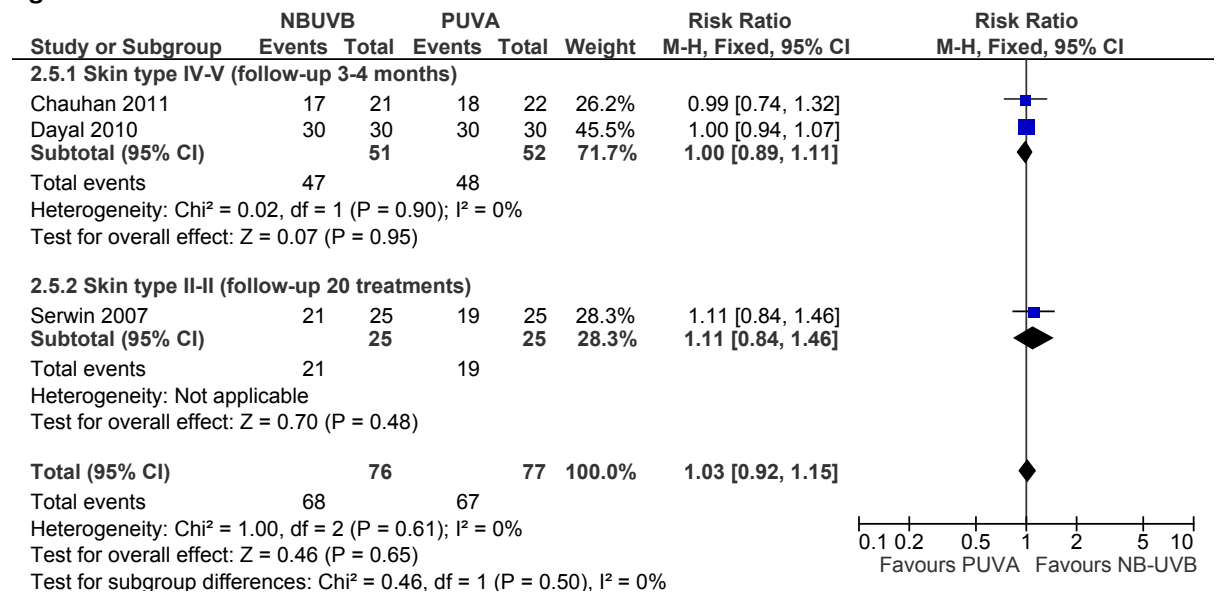 NBUVB PUVA Risk Ratio Risk Ratio
Study or Subgroup Events Total Events Total Weight M-H, Fixed, 95% CI M-H, Fixed, 95% CI
2.5.1 Skin type IV-V (follow-up 3-4 months)
Chauhan 2011 17 21 18 22 26.2% 0.99 [0.74, 1.32]
Dayal 2010 30 30 30 30 45.5% 1.00 [0.94, 1.07]
Subtotal (95% CI) 51 52 71.7% 1.00 [0.89, 1.11]
Total events 47 48
Heterogeneity: Chi² = 0.02, df = 1 (P = 0.90); I² = 0%
Test for overall effect: Z = 0.07 (P = 0.95)
2.5.2 Skin type II-II (follow-up 20 treatments)
Serwin 2007 21 25 19 25 28.3% 1.11 [0.84, 1.46]
Subtotal (95% CI) 25 25 28.3% 1.11 [0.84, 1.46]
Total events 21 19
Heterogeneity: Not applicable
Test for overall effect: Z = 0.70 (P = 0.48)
Total (95% CI) 76 77 100.0% 1.03 [0.92, 1.15]
Total events 68 67
Heterogeneity: Chi² = 1.00, df = 2 (P = 0.61); I² = 0%
Test for overall effect: Z = 0.46 (P = 0.65)
Test for subgroup differences: Chi² = 0.46, df = 1 (P = 0.50), I² = 0%
0.1 0.2 0.5 1 2 5 10
Favours PUVA Favours NB-UVB